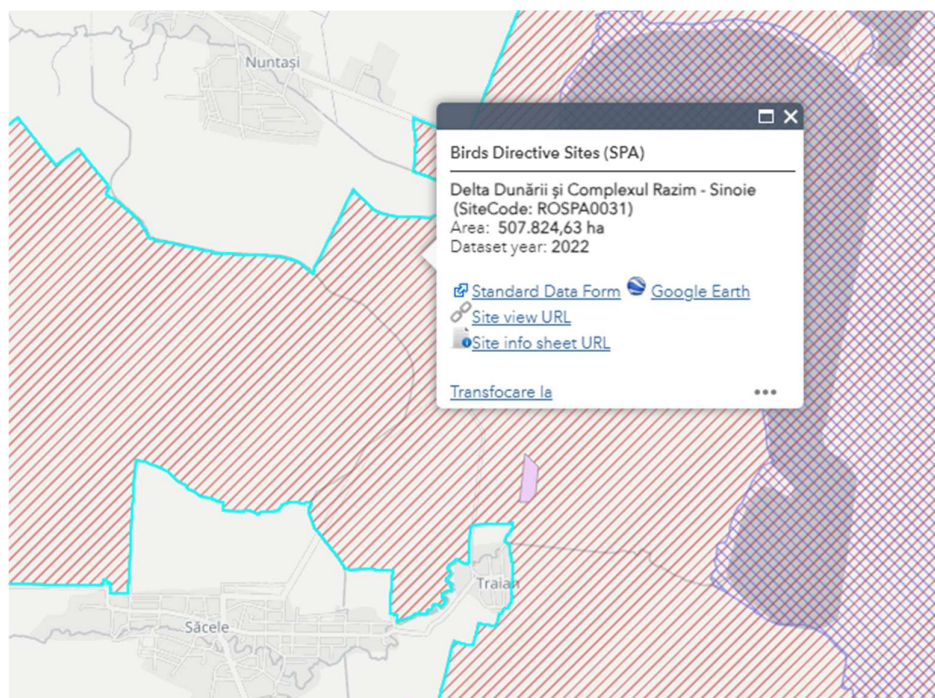 Nuntași
Birds Directive Sites (SPA)
Delta Dunării și Complexul Razim - Sinoie
(SiteCode: ROSPA0031)
Area: 507.824,63 ha
Dataset year: 2022
Standard Data Form Google Earth
Site view URL
Site info sheet URL
Transfocare la
Traian
Săcele